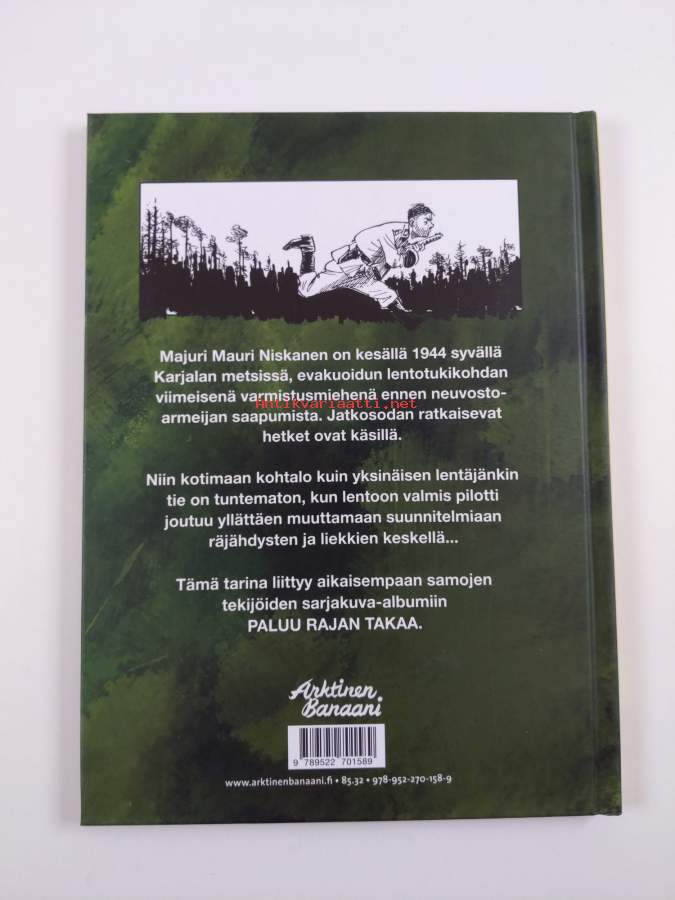 Majuri Mauri Niskanen on kesällä 1944 syvällä
Karjalan metsissä, evakuoidun lentotukikohdan
viimeisenä varmistusmiehenä ennen neuvosto-
armeijan saapumista. Jatkosodan ratkaisevat
hetket ovat käsillä.
Antikvariaatti.net
Niin kotimaan kohtalo kuin yksinäisen lentäjänkin
tie on tuntematon, kun lentoon valmis pilotti
joutuu yllättäen muuttamaan suunnitelmiaan
räjähdysten ja liekkien keskellä...
Tämä tarina liittyy aikaisempaan samojen
tekijöiden sarjakuva-albumiin
PALUU RAJAN TAKAA.
Arktinen
Banaani
9 789522 701589
www.arktinenbanaani.fi • 85.32 • 978-952-270-158-9